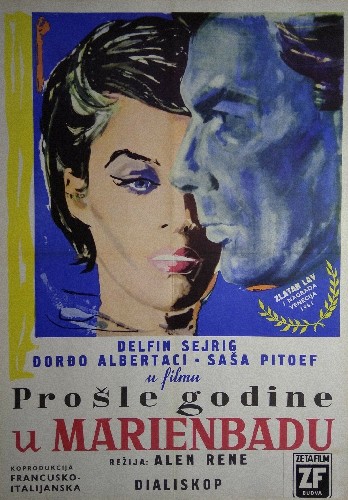 ZLATAN LAV
I NAGRADA
VENECIJA
1961
DELFIN SEJRIG
ĐORĐO ALBERTACI - SAŠA PITOEF
u filmu
Prošle godine
u MARIENBADU
REŽIJA: ALEN RENE
KOPRODUKCIJA
FRANCUSKO-
ITALIJANSKA
DIALISKOP
ZETAFILM
ZF
BUDVA